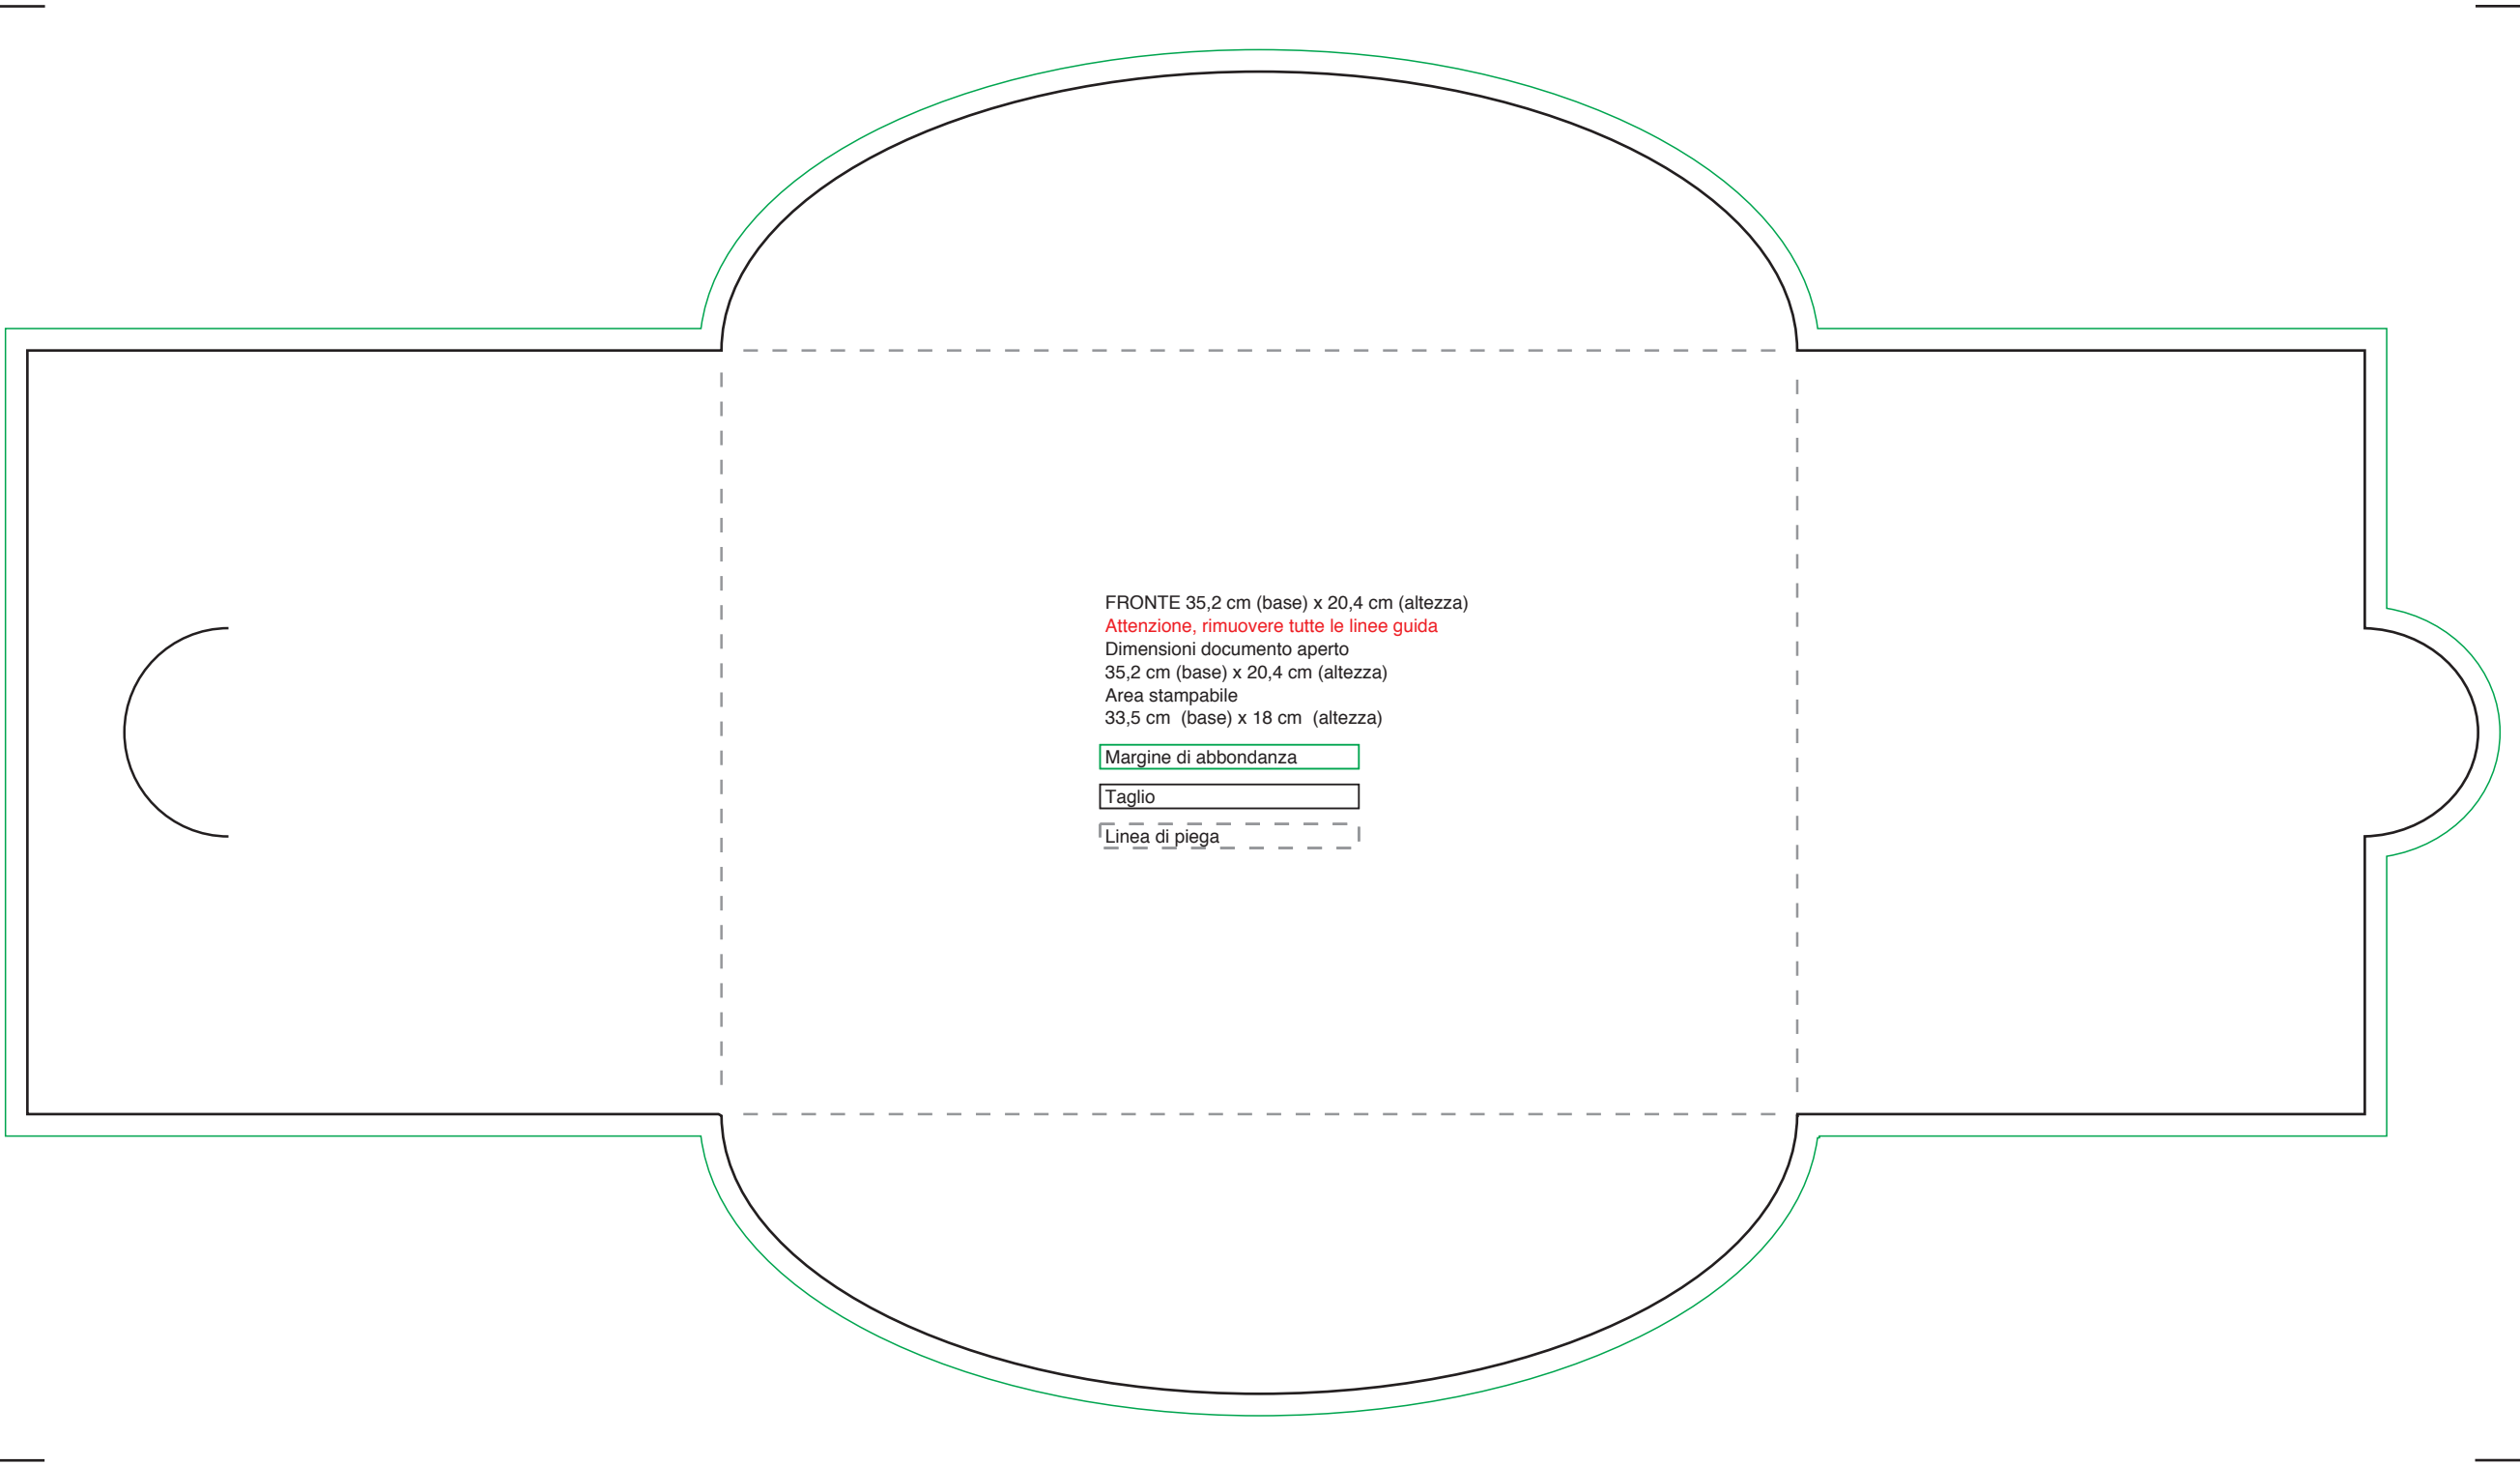 FRONTE 35,2 cm (base) x 20,4 cm (altezza)
Attenzione, rimuovere tutte le linee guida
Dimensioni documento aperto
35,2 cm (base) x 20,4 cm (altezza)
Area stampabile
33,5 cm (base) x 18 cm (altezza)
Margine di abbondanza
Taglio
Linea di piega